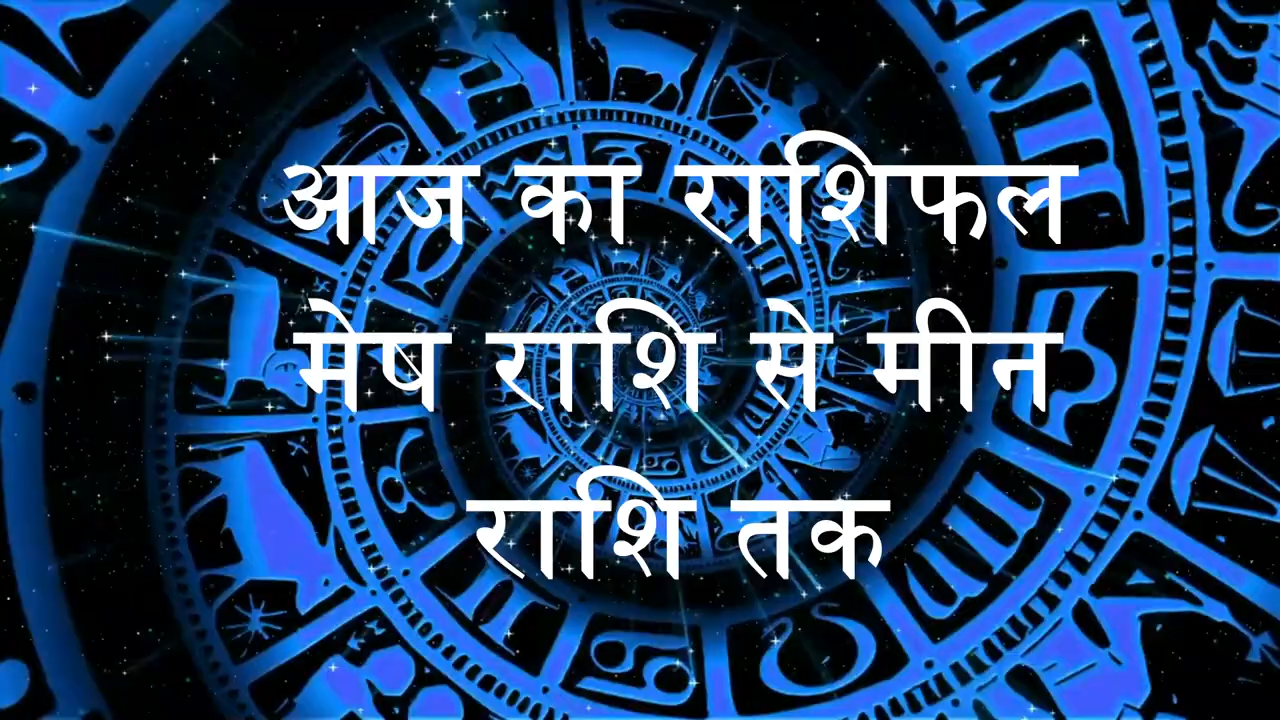 आज का राशिफल
मेष राशि से मीन
राशि तक